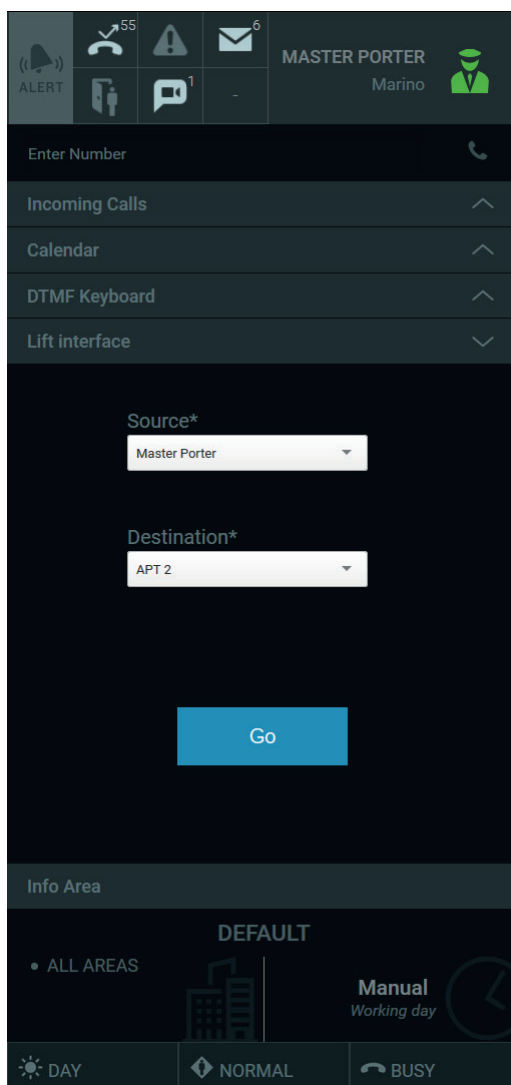 55
6
ALERT
MASTER PORTER
Marino
1
-
Enter Number
Incoming Calls
Calendar
DTMF Keyboard
Lift interface
Source*
Master Porter
Destination*
APT 2
Go
Info Area
DEFAULT
• ALL AREAS
Manual
Working day
DAY
NORMAL
BUSY